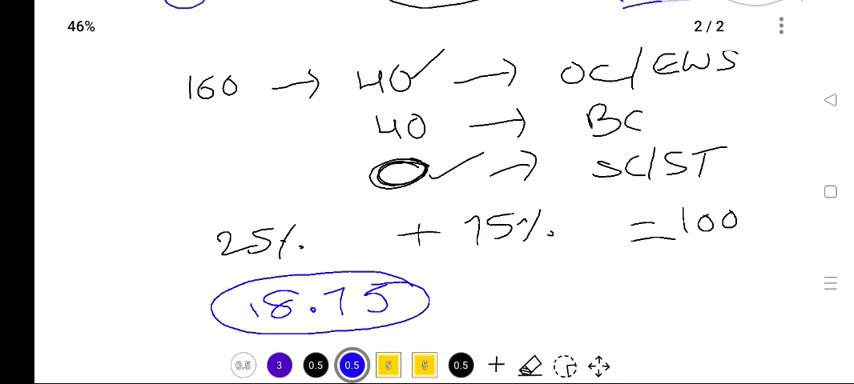 46%
2 / 2
160 → 40 ✓ → OC/EWS
40 → BC
0 ✓ → SC/ST
25% + 75% = 100
18.75
0.5 3 0.5 0.5 5 5 0.5